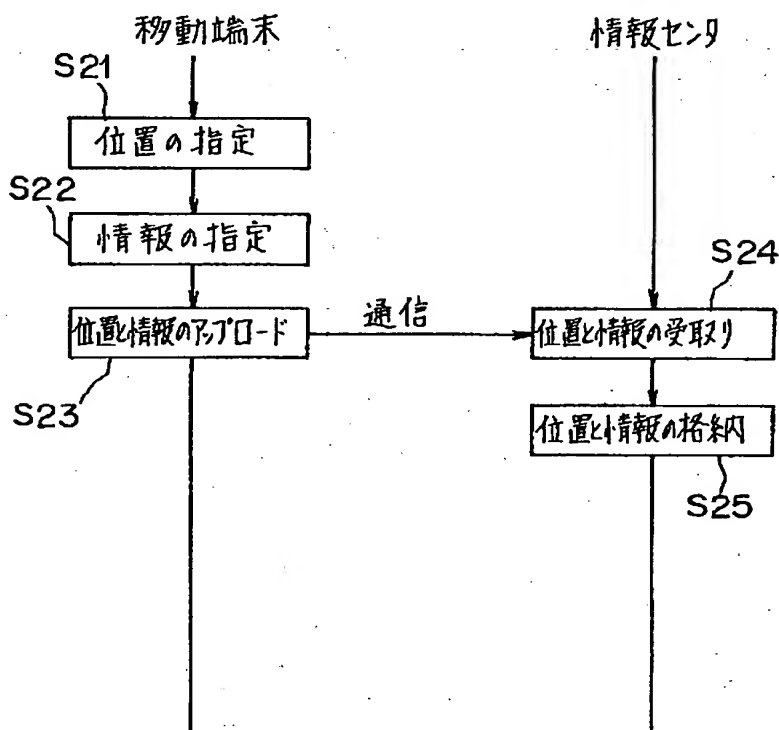 移動端末
情報センタ
S21
位置の指定
S22
情報の指定
S24
位置と情報のアップロード
通信
位置と情報の受取り
S23
位置と情報の格納
S25